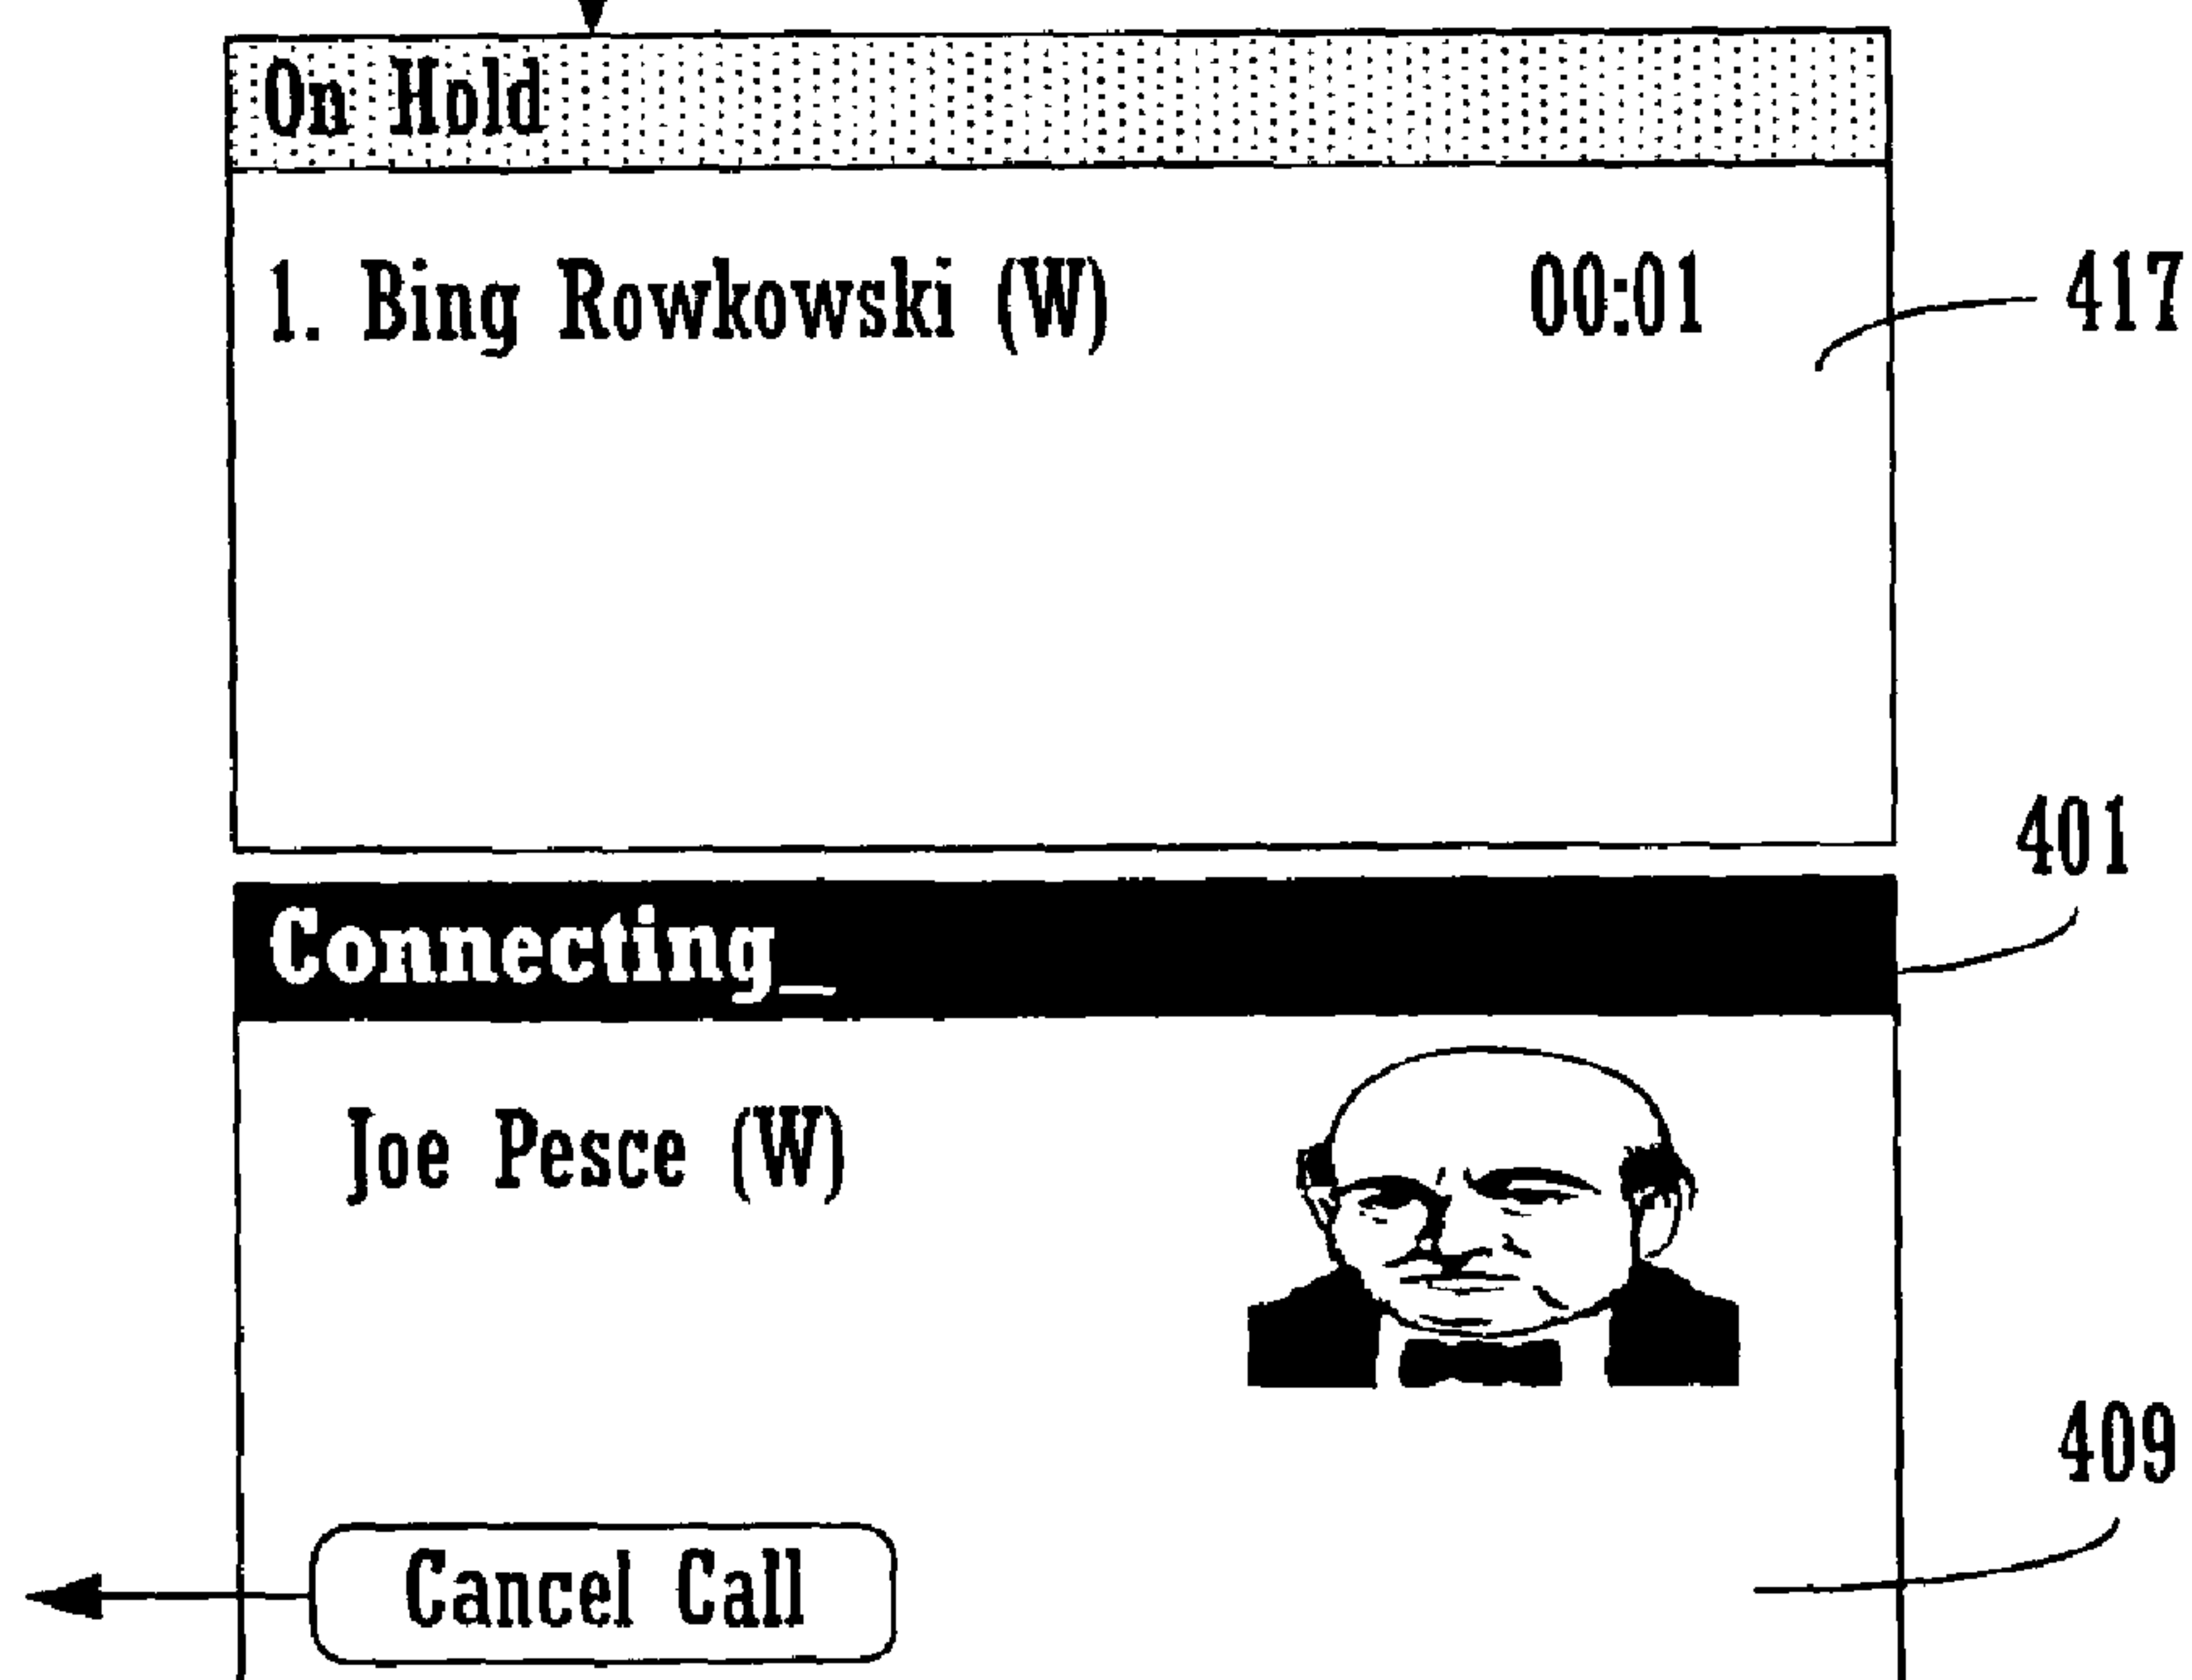 On Hold
1. Bing Rowkowski (W) 00:01
417
401
Connecting_
Joe Pesce (W)
409
Cancel Call